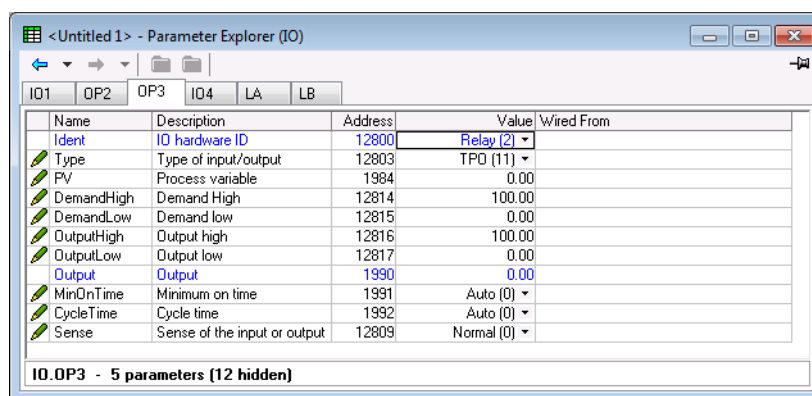 <Untitled 1> - Parameter Explorer (IO)
IO1 OP2 OP3 IO4 LA LB
Name Description Address Value Wired From
Ident IO hardware ID 12800 Relay (2)
Type Type of input/output 12803 TPO (11)
PV Process variable 1984 0.00
DemandHigh Demand High 12814 100.00
DemandLow Demand low 12815 0.00
OutputHigh Output high 12816 100.00
OutputLow Output low 12817 0.00
Output Output 1990 0.00
MinOnTime Minimum on time 1991 Auto (0)
CycleTime Cycle time 1992 Auto (0)
Sense Sense of the input or output 12809 Normal (0)
IO.OP3 - 5 parameters (12 hidden)